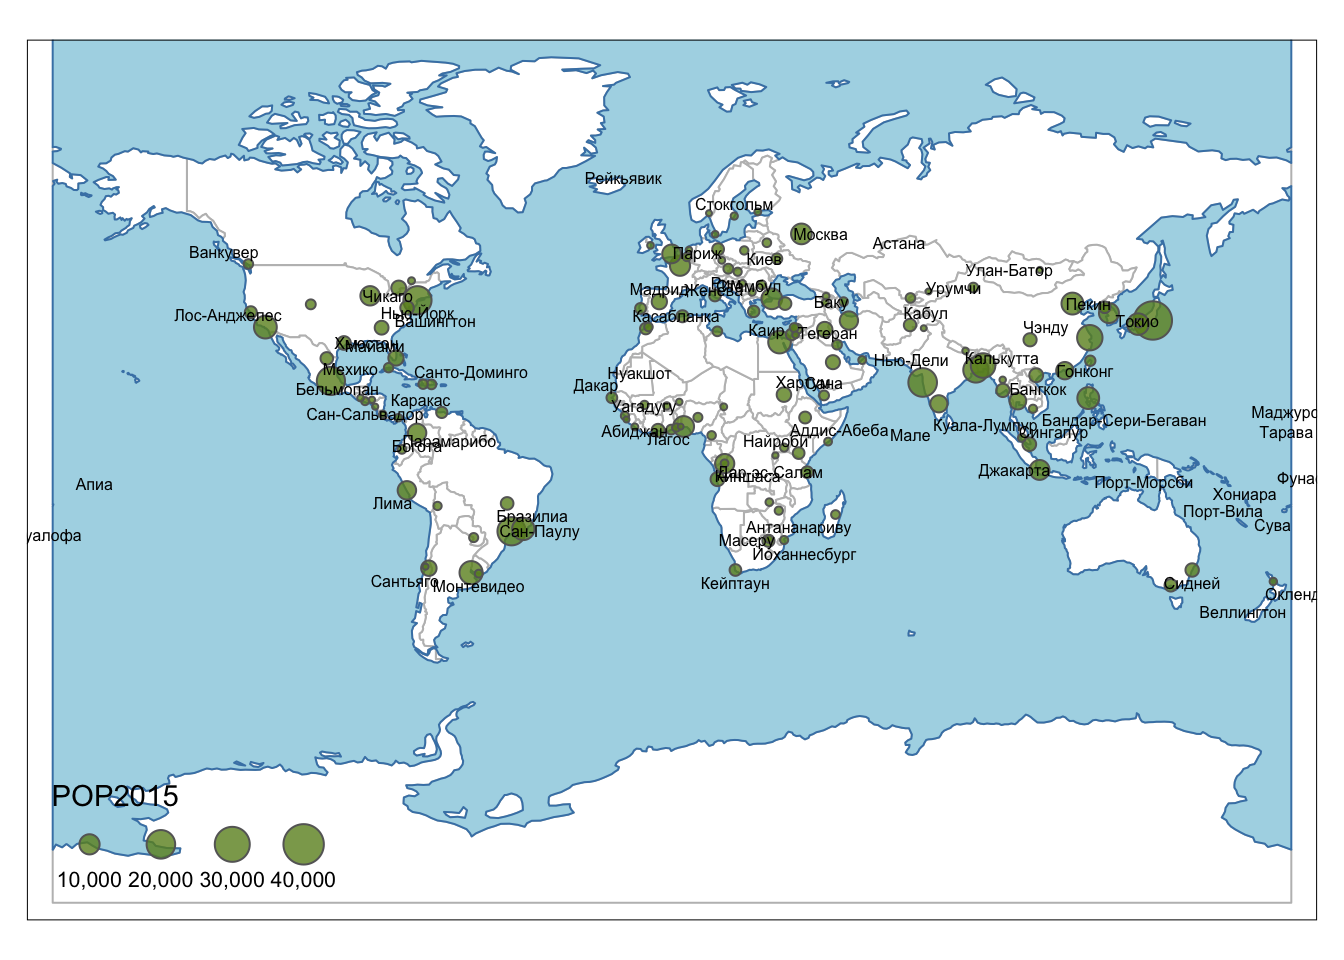 Рейкьявик
Стокгольм
Москва
Астана
Ванкувер
Париж
Киев
Улан-Батор
Мадрид
Женева
Рим
Стамбул
Урумчи
Чикаго
Баку
Пекин
Нью-Йорк
Лос-Анджелес
Касабланка
Кабул
Вашингтон
Токио
Чэнду
Каир
Тегеран
Хьюстон
Майами
Нью-Дели
Калькутта
Мехико
Санто-Доминго
Нуакшот
Гонконг
Дакар
Хартум
Сана
Бельмопан
Бангкок
Каракас
Уагадугу
Сан-Сальвадор
Маджуро
Бандар-Сери-Бегаван
Куала-Лумпур
Абиджан
Аддис-Абеба
Мале
Сингапур
Тарава
Лагос
Найроби
Парамарибо
Богота
Джакарта
Дар-эс-Салам
Киншаса
Апиа
Порт-Морсби
Фуна
Хониара
Лима
Порт-Вила
Бразилиа
Сува
Антананариву
Сан-Паулу
уалофа
Масеру
Йоханнесбург
Сантьяго
Монтевидео
Кейптаун
Сидней
Окленд
Веллингтон
POP2015
10,000 20,000 30,000 40,000